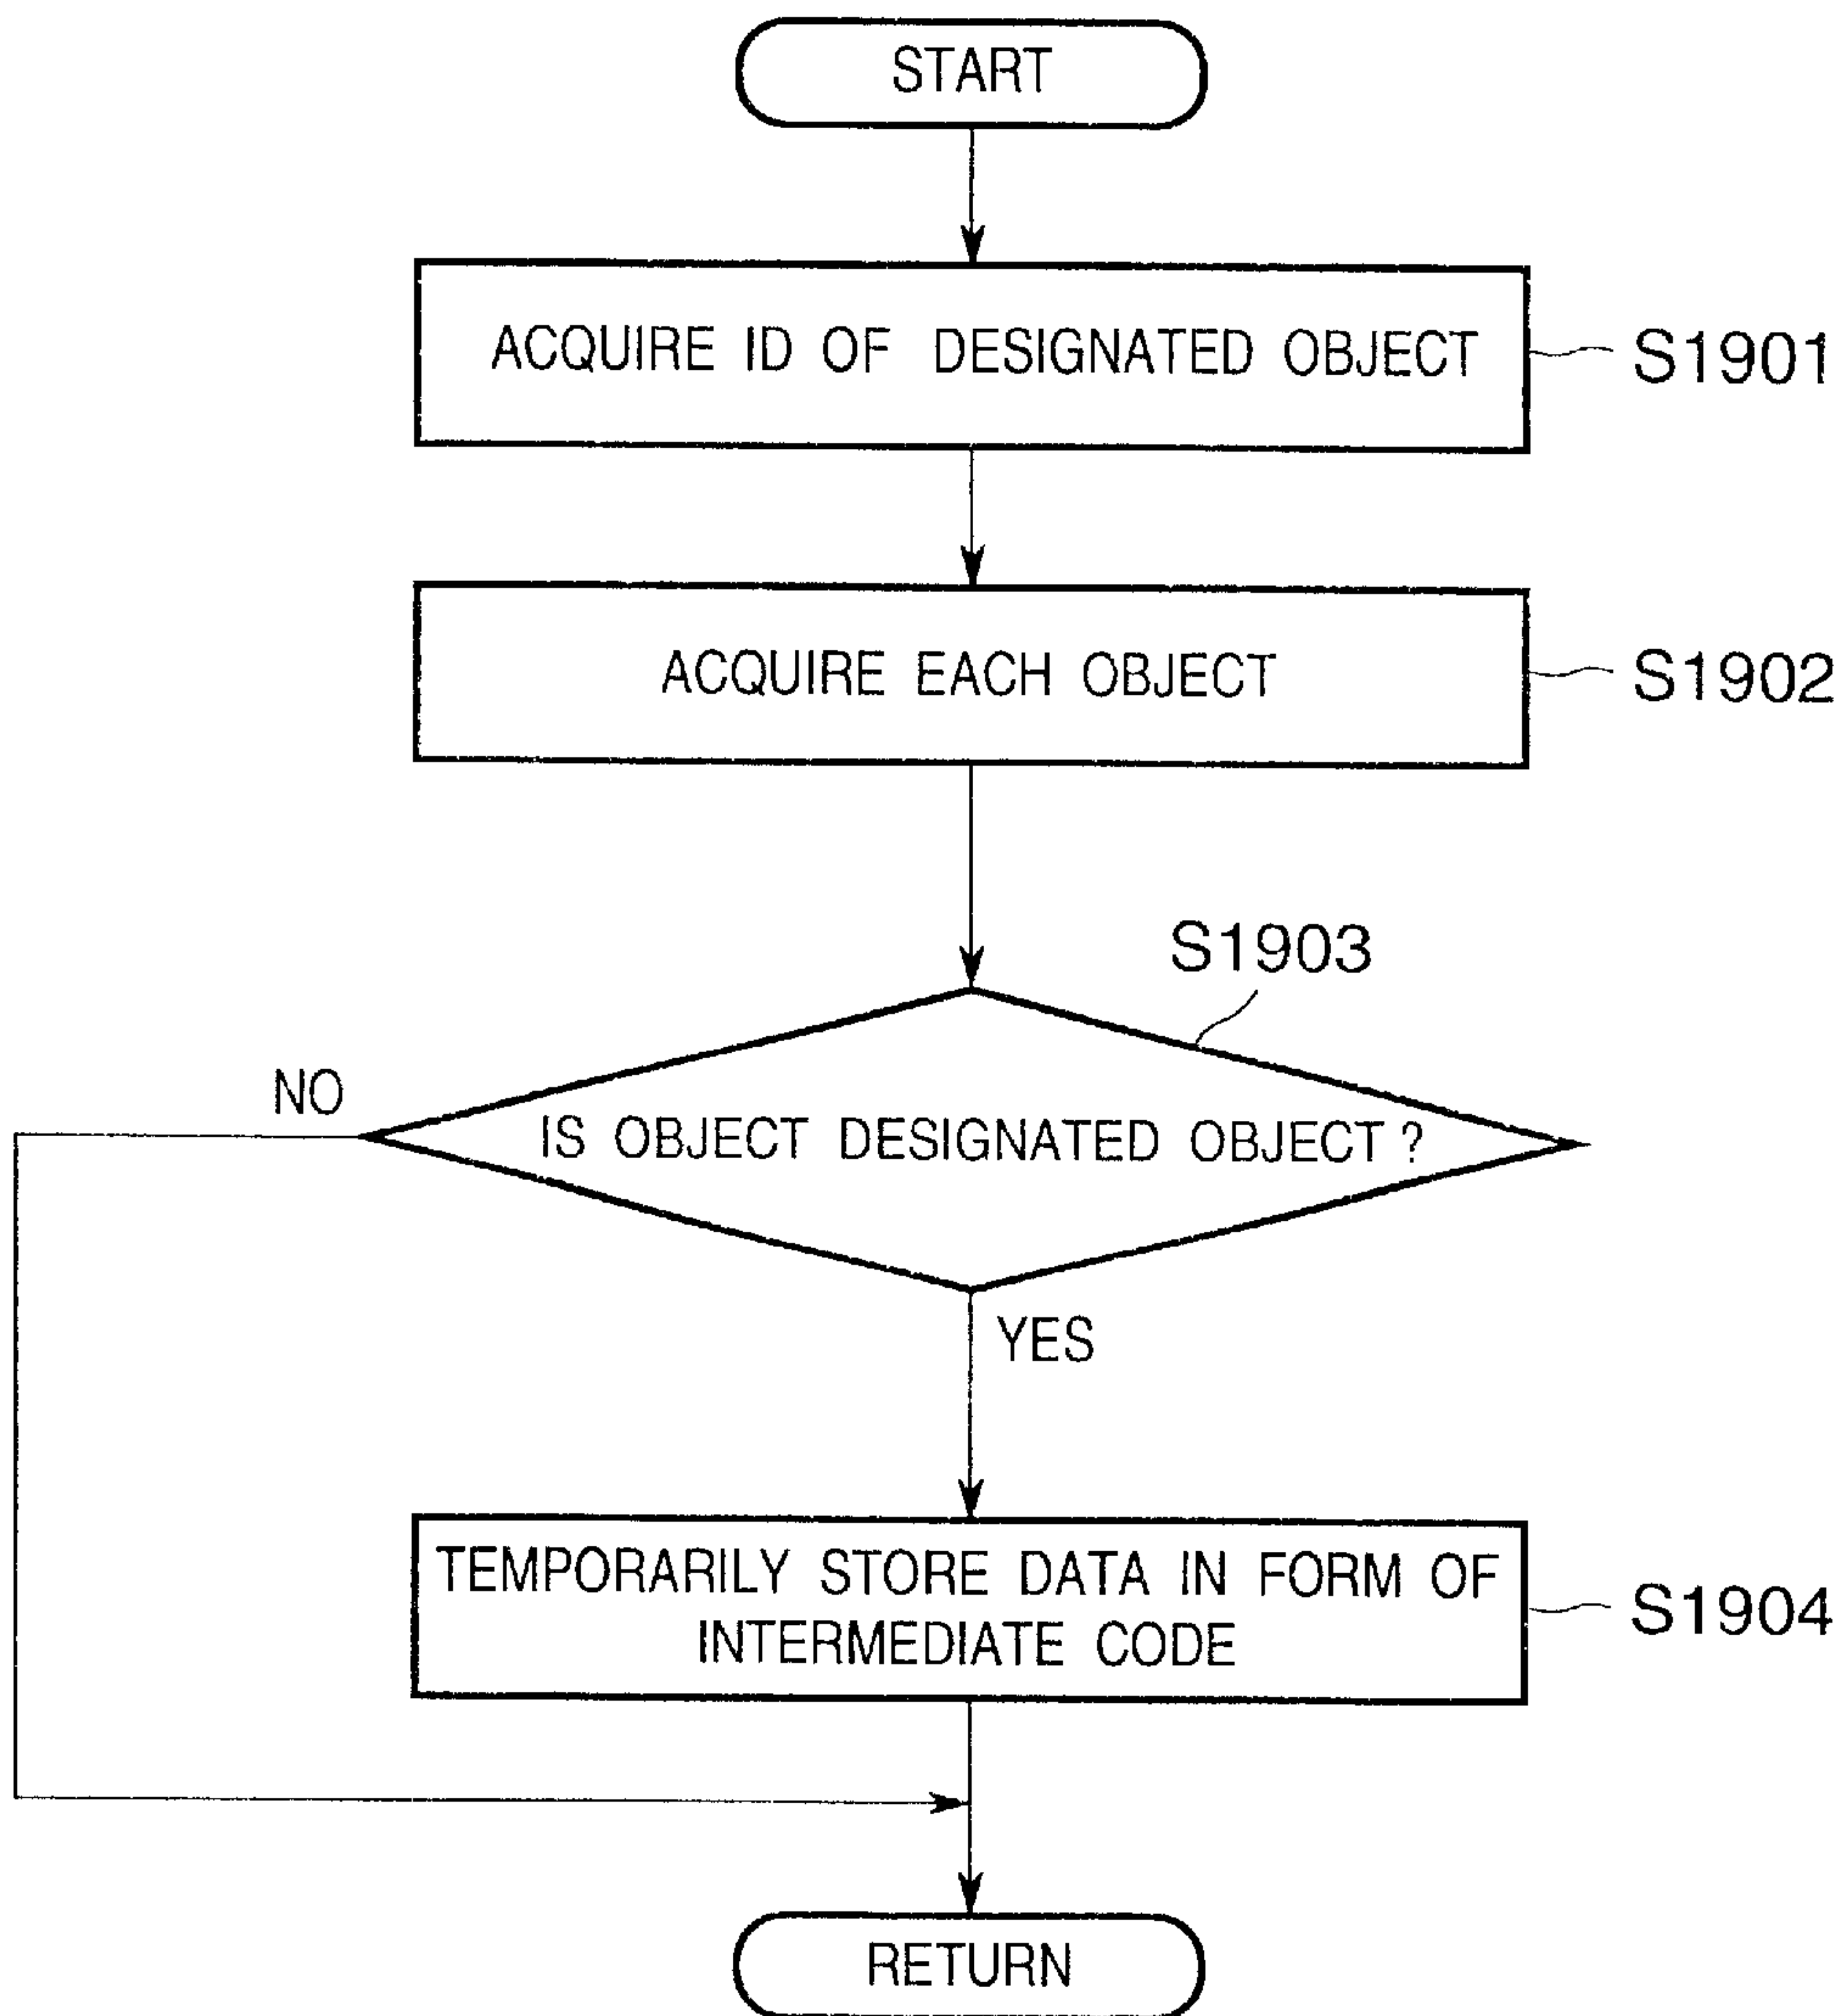 START
ACQUIRE ID OF DESIGNATED OBJECT
S1901
ACQUIRE EACH OBJECT
S1902
S1903
NO
IS OBJECT DESIGNATED OBJECT ?
YES
TEMPORARILY STORE DATA IN FORM OF
INTERMEDIATE CODE
S1904
RETURN